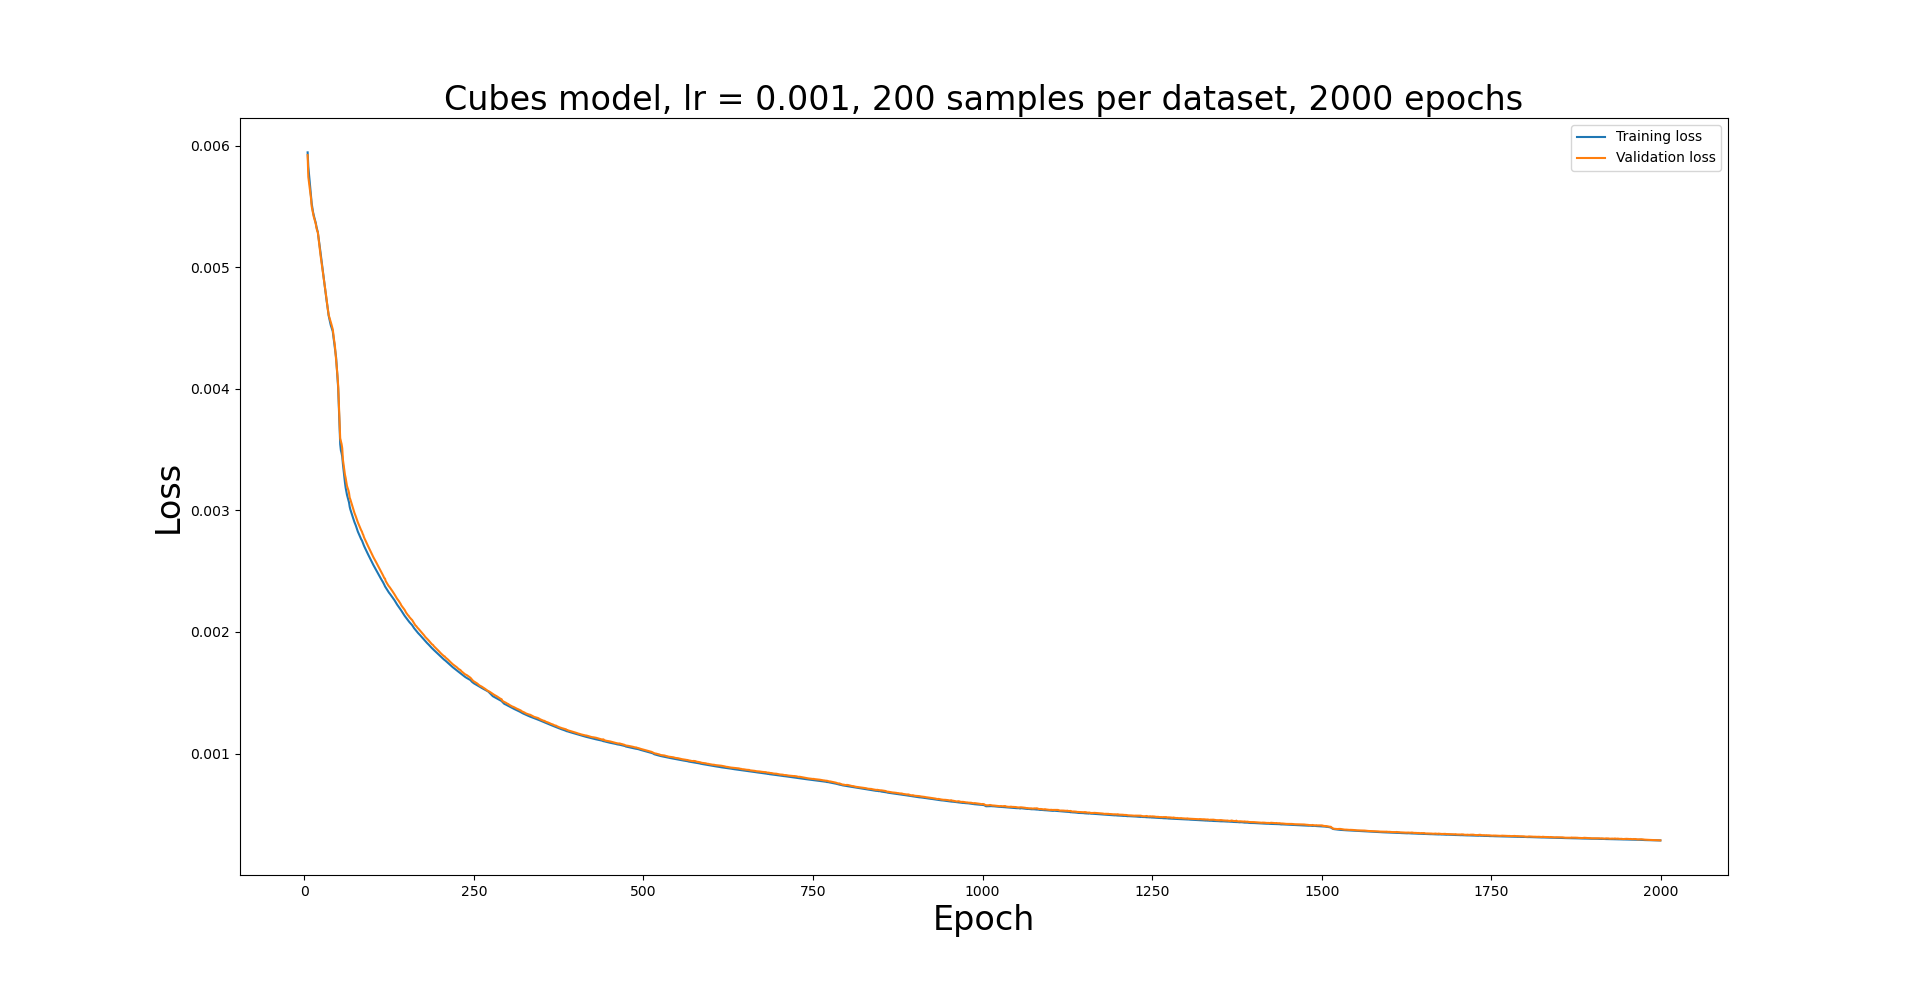 Cubes model, lr = 0.001, 200 samples per dataset, 2000 epochs
Training loss
Validation loss
0.006
0.005
0.004
0.003
0.002
0.001
Loss
0 250 500 750 1000 1250 1500 1750 2000
Epoch